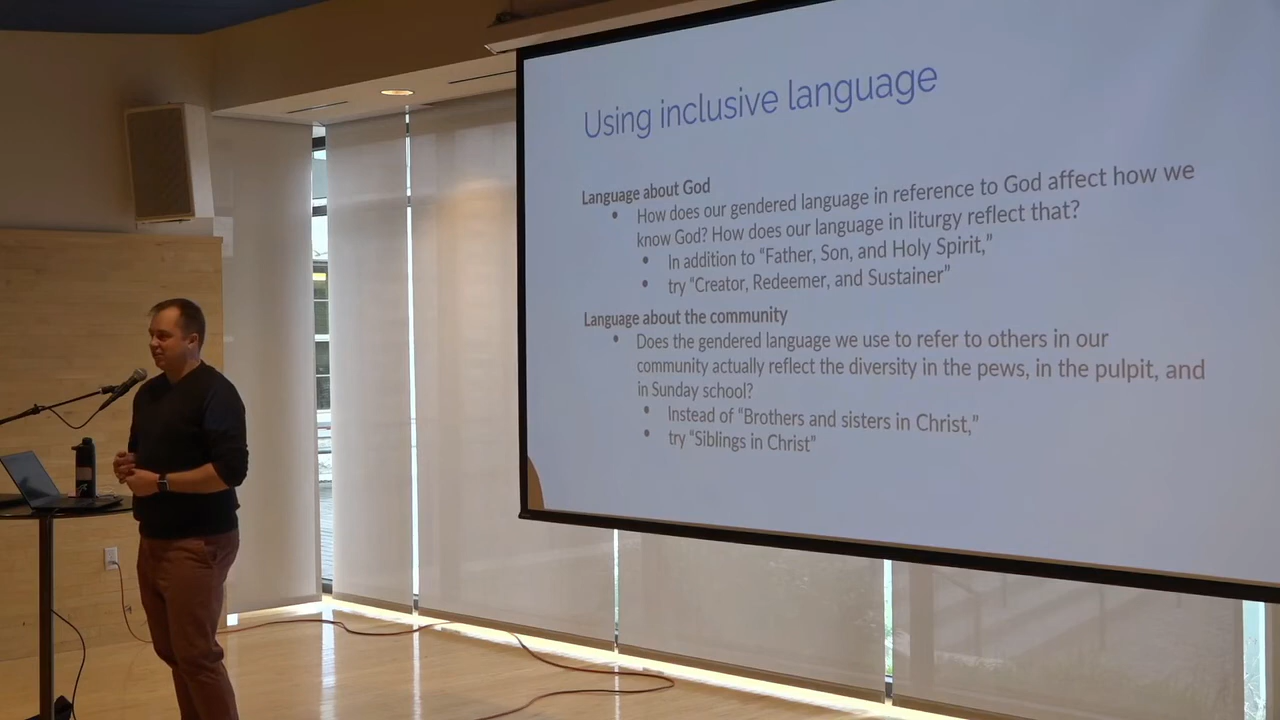 Using inclusive language
Language about God
• How does our gendered language in reference to God affect how we
know God? How does our language in liturgy reflect that?
• In addition to “Father, Son, and Holy Spirit,”
• try “Creator, Redeemer, and Sustainer”
Language about the community
• Does the gendered language we use to refer to others in our
community actually reflect the diversity in the pews, in the pulpit, and
in Sunday school?
• Instead of “Brothers and sisters in Christ,”
• try “Siblings in Christ”